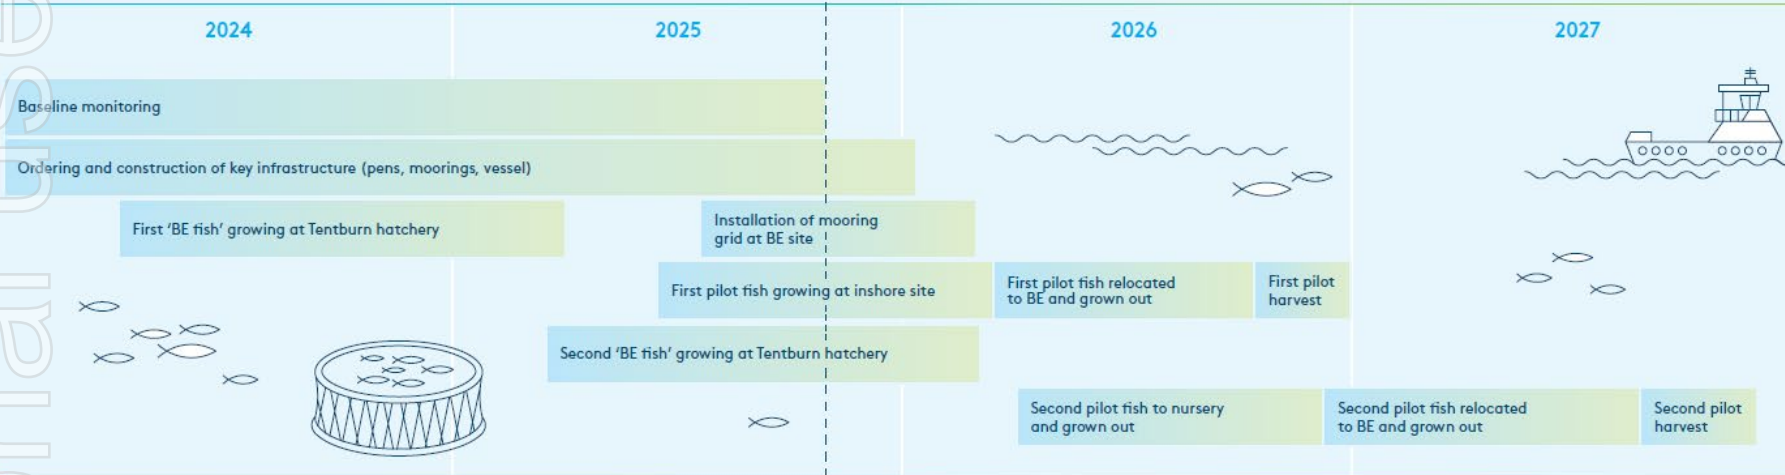 2024
2025
2026
2027
Baseline monitoring
Ordering and construction of key infrastructure (pens, moorings, vessel)
First 'BE fish' growing at Tentburn hatchery
Installation of mooring
grid at BE site
First pilot fish growing at inshore site
First pilot fish relocated
to BE and grown out
First pilot
harvest
Second 'BE fish' growing at Tentburn hatchery
Second pilot fish to nursery
and grown out
Second pilot fish relocated
to BE and grown out
Second pilot
harvest